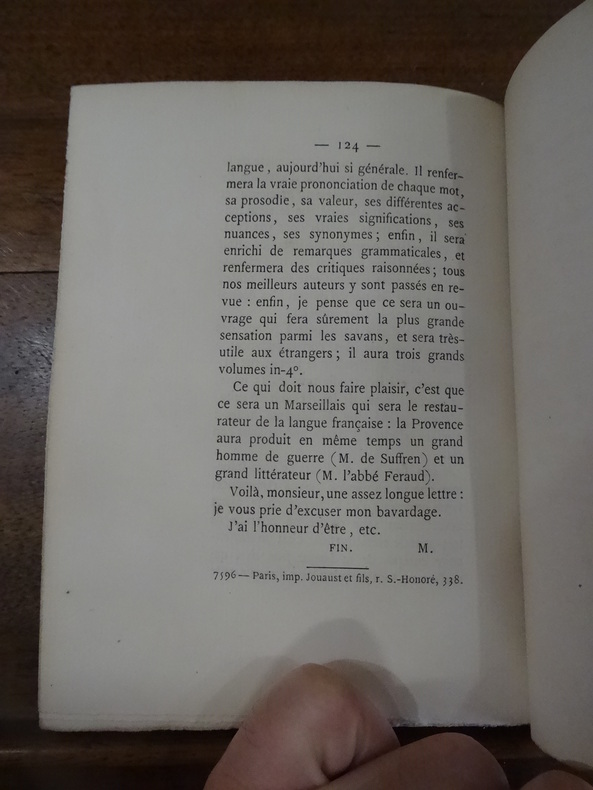 — 124 —
langue, aujourd'hui si générale. Il renfer-
mera la vraie prononciation de chaque mot,
sa prosodie, sa valeur, ses différentes ac-
ceptions, ses vraies significations, ses
nuances, ses synonymes; enfin, il sera
enrichi de remarques grammaticales, et
renfermera des critiques raisonnées; tous
nos meilleurs auteurs y sont passés en re-
vue : enfin, je pense que ce sera un ou-
vrage qui fera sûrement la plus grande
sensation parmi les savans, et sera très-
utile aux étrangers; il aura trois grands
volumes in-4°.
Ce qui doit nous faire plaisir, c'est que
ce sera un Marseillais qui sera le restau-
rateur de la langue française : la Provence
aura produit en même temps un grand
homme de guerre (M. de Suffren) et un
grand littérateur (M. l'abbé Feraud).
Voilà, monsieur, une assez longue lettre :
je vous prie d'excuser mon bavardage.
J'ai l'honneur d'être, etc.
FIN. M.
7596 — Paris, imp. Jouaust et fils, r. S.-Honoré, 338.